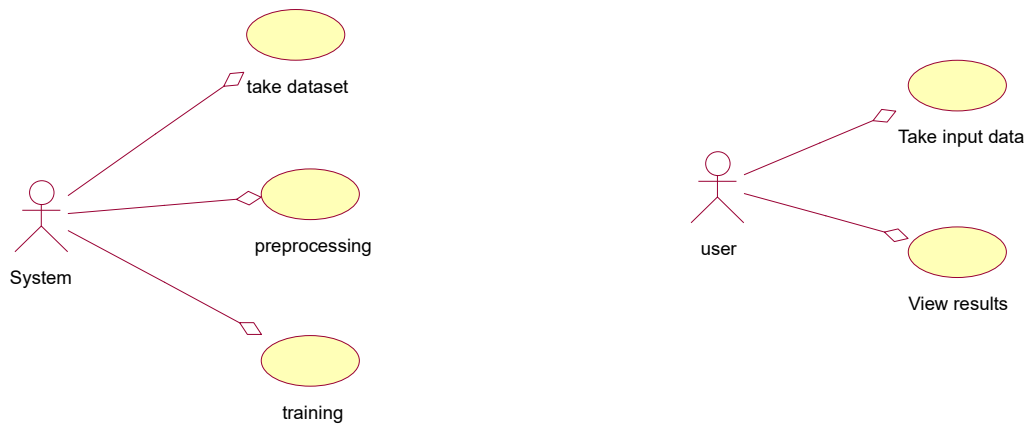 take dataset
preprocessing
System
training
Take input data
user
View results